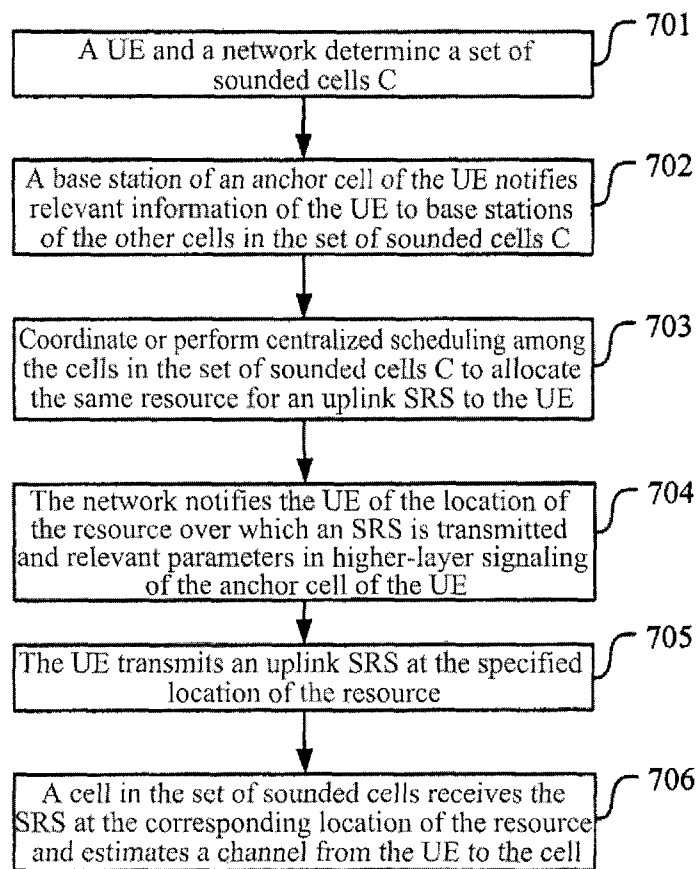 701
A UE and a network determine a set of
sounded cells C
702
A base station of an anchor cell of the UE notifies
relevant information of the UE to base stations
of the other cells in the set of sounded cells C
703
Coordinate or perform centralized scheduling among
the cells in the set of sounded cells C to allocate
the same resource for an uplink SRS to the UE
704
The network notifies the UE of the location of
the resource over which an SRS is transmitted
and relevant parameters in higher-layer signaling
of the anchor cell of the UE
705
The UE transmits an uplink SRS at the specified
location of the resource
706
A cell in the set of sounded cells receives the
SRS at the corresponding location of the resource
and estimates a channel from the UE to the cell